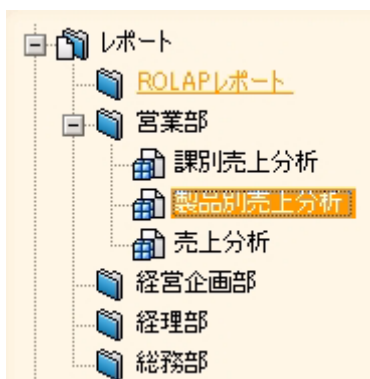 レポート
ROLAPレポート
営業部
課別売上分析
製品別売上分析
売上分析
経営企画部
経理部
総務部